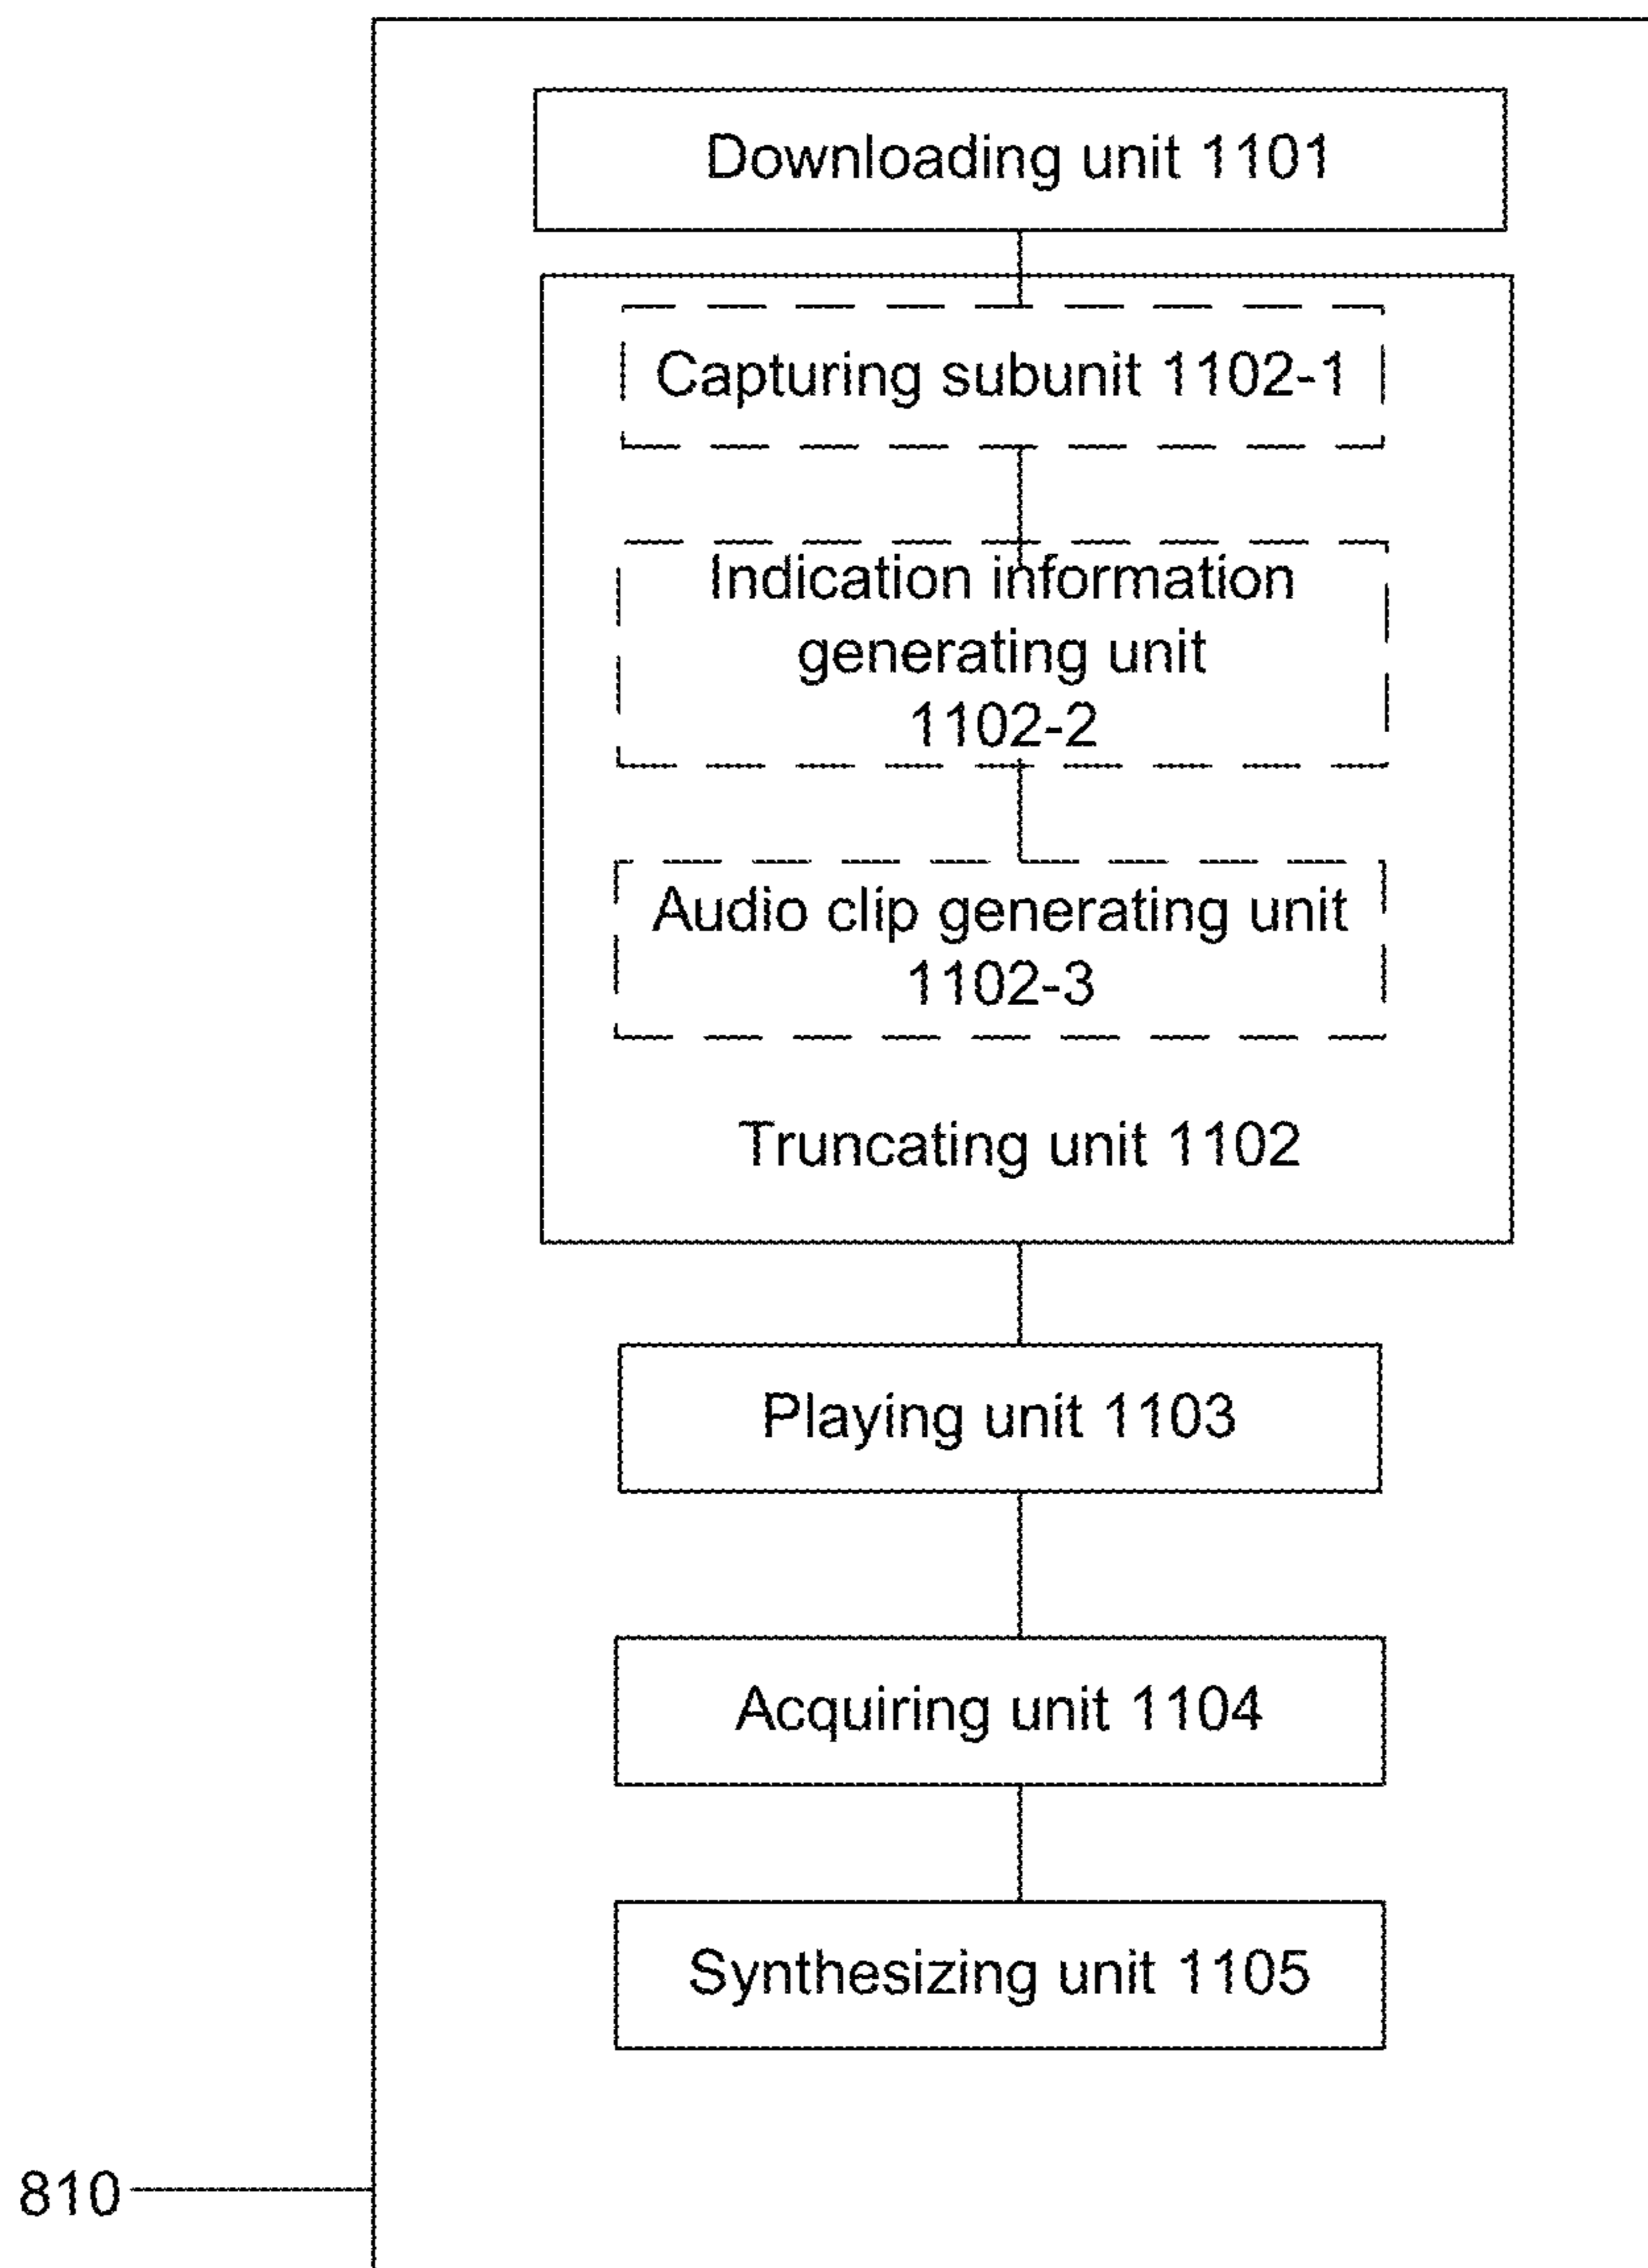 Downloading unit 1101
Capturing subunit 1102-1
Indication information
generating unit
1102-2
Audio clip generating unit
1102-3
Truncating unit 1102
Playing unit 1103
Acquiring unit 1104
Synthesizing unit 1105
810